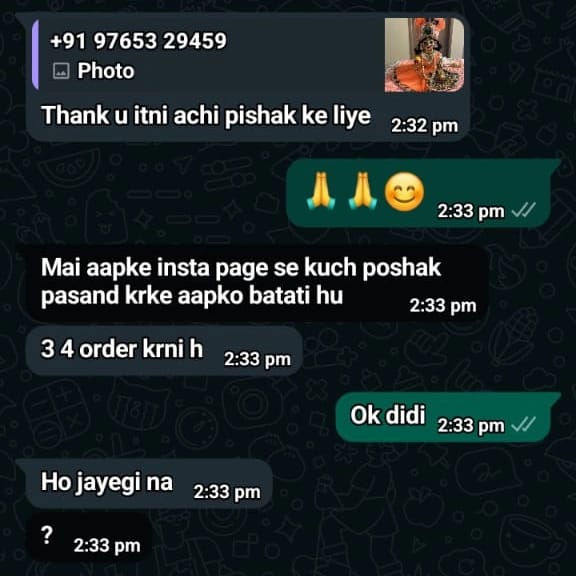 +91 97653 29459
Photo
Thank u itni achi pishak ke liye 2:32 pm
🙏🙏😊 2:33 pm
Mai aapke insta page se kuch poshak
pasand krke aapko batati hu 2:33 pm
3 4 order krni h 2:33 pm
Ok didi 2:33 pm
Ho jayegi na 2:33 pm
? 2:33 pm